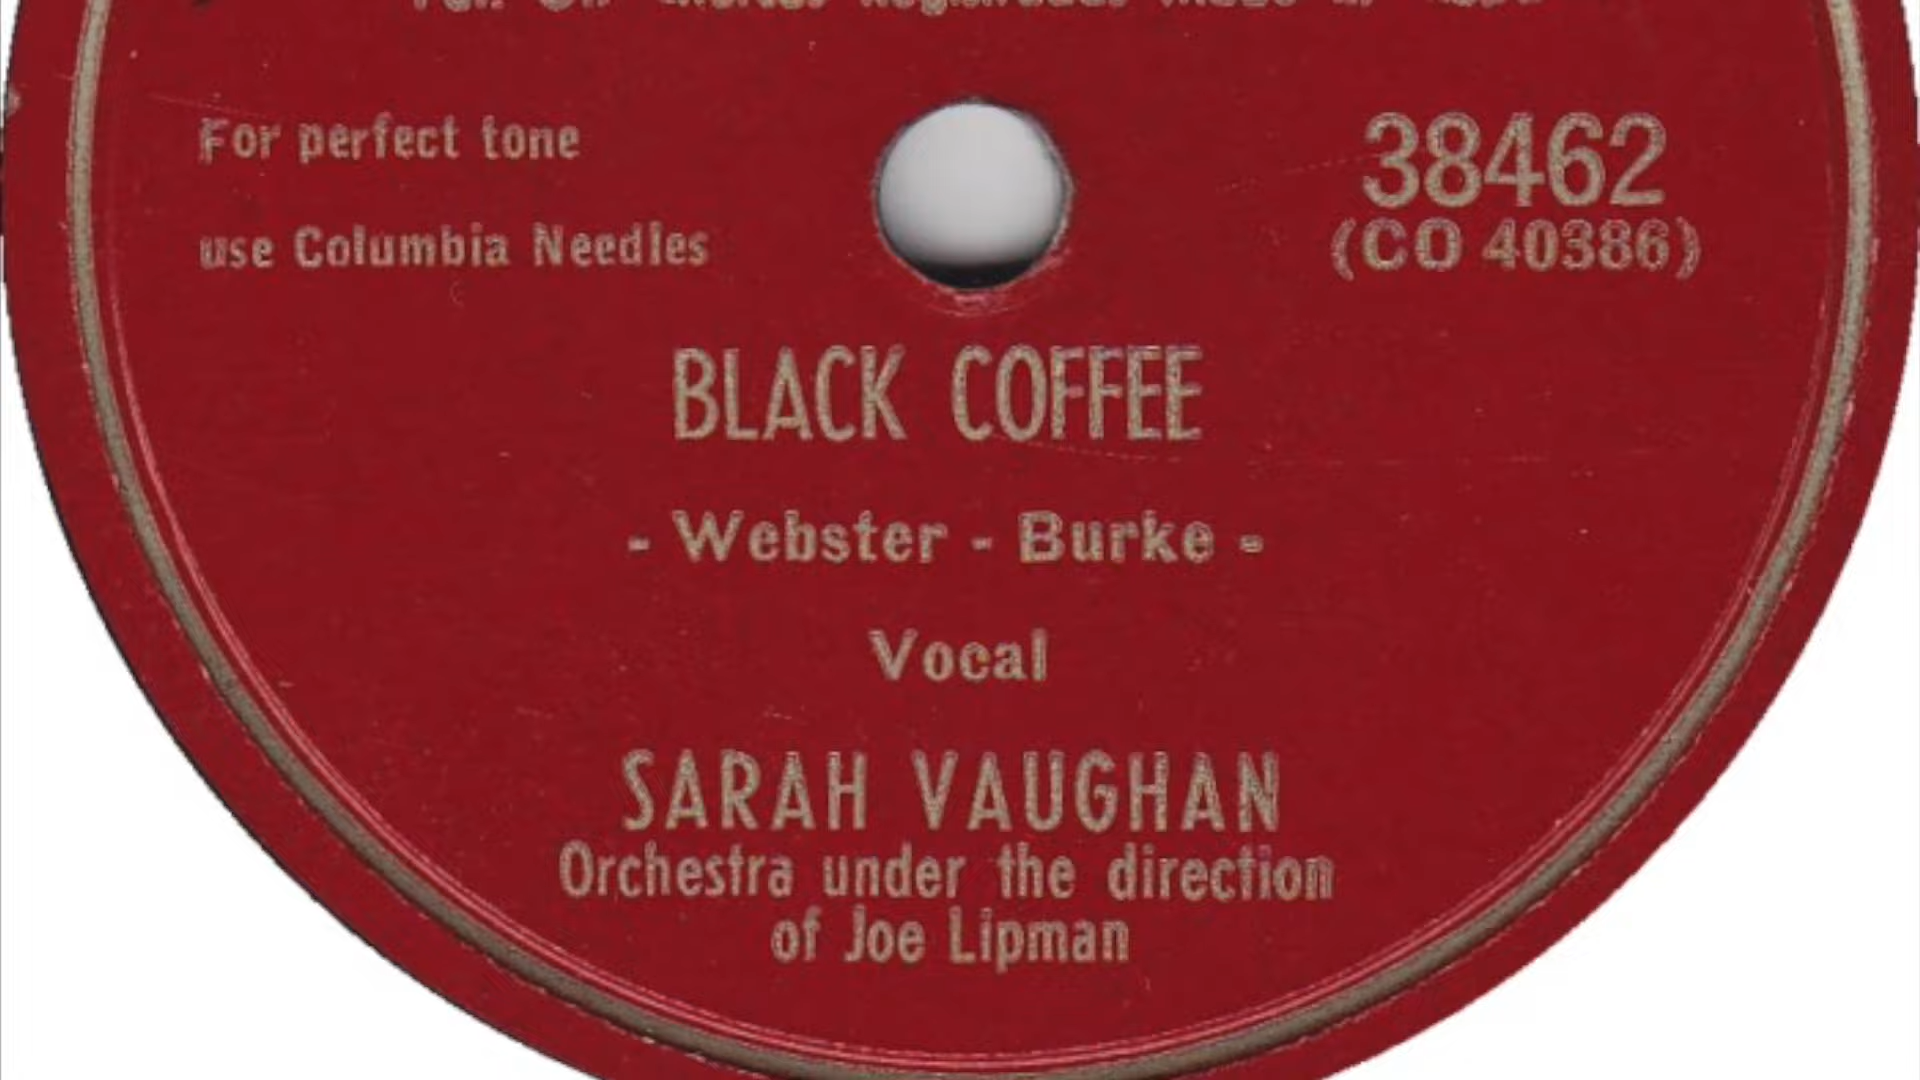 For perfect tone
use Columbia Needles
38462
(CO 40386)
BLACK COFFEE
- Webster - Burke -
Vocal
SARAH VAUGHAN
Orchestra under the direction
of Joe Lipman